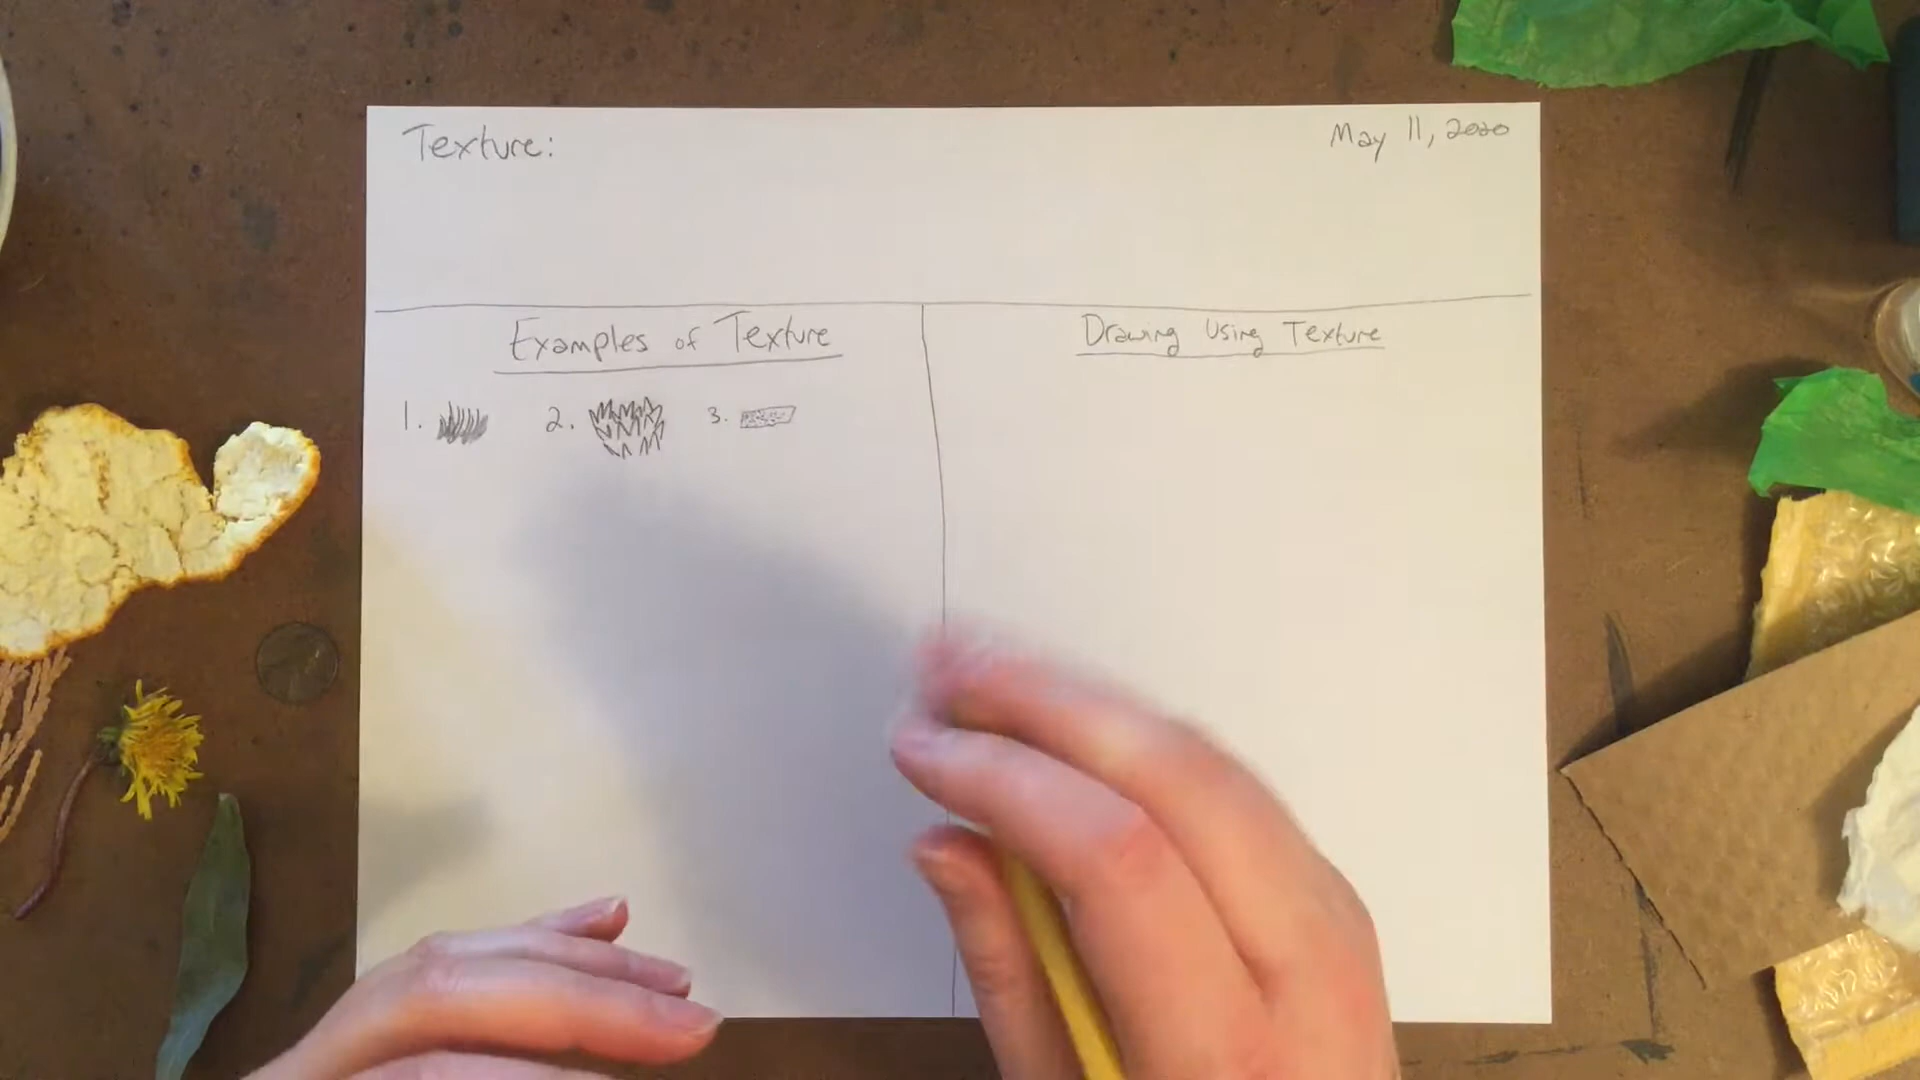 Texture:
May 11, 2020
Examples of Texture
Drawing Using Texture
1. 2. 3.